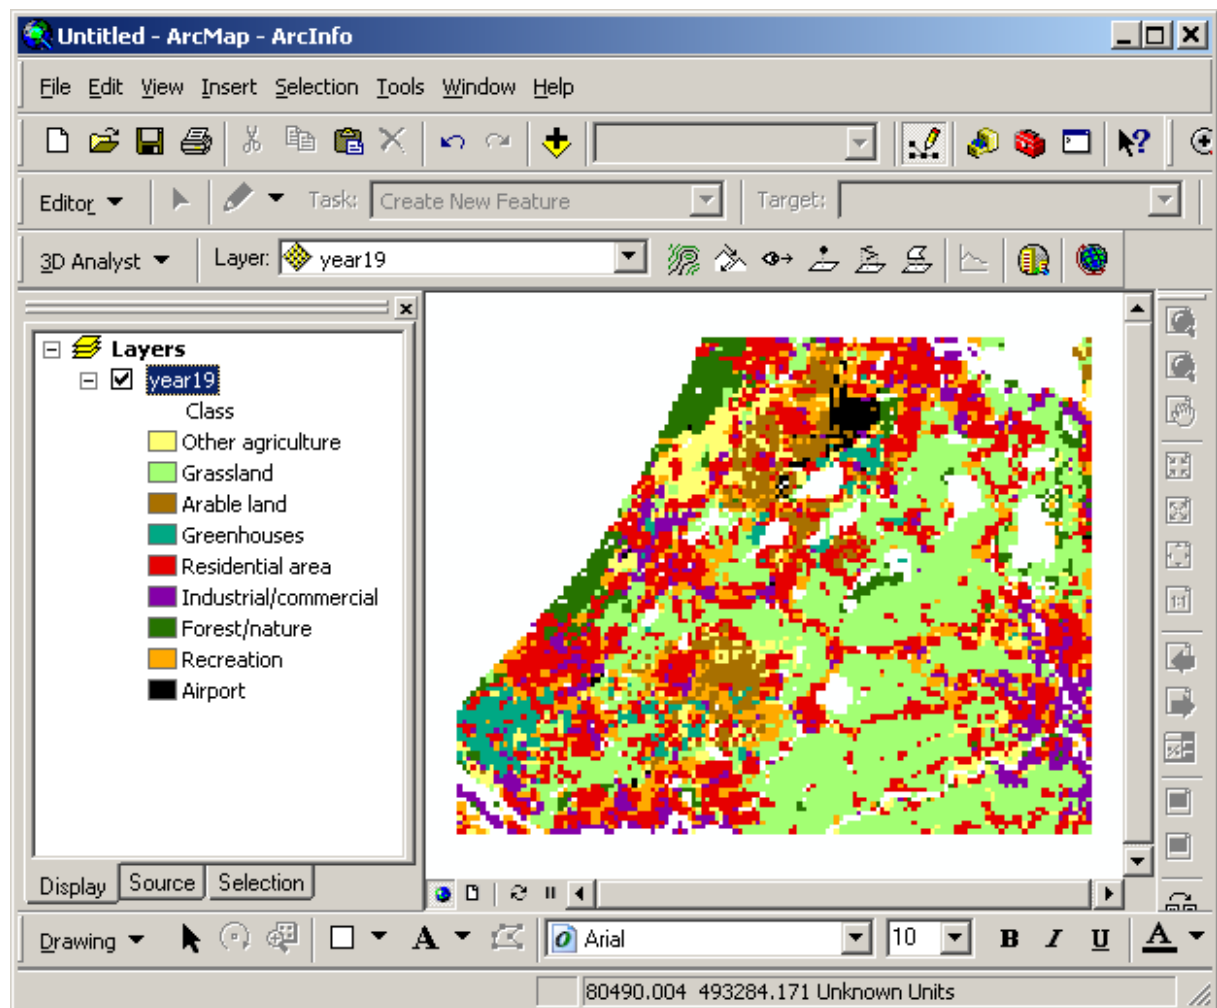 Untitled - ArcMap - ArcInfo
File Edit View Insert Selection Tools Window Help
Editor Task: Create New Feature Target:
3D Analyst Layer: year19
Layers
year19
Class
Other agriculture
Grassland
Arable land
Greenhouses
Residential area
Industrial/commercial
Forest/nature
Recreation
Airport
1:1
Display Source Selection
Drawing A Arial 10 B I U A
80490.004 493284.171 Unknown Units